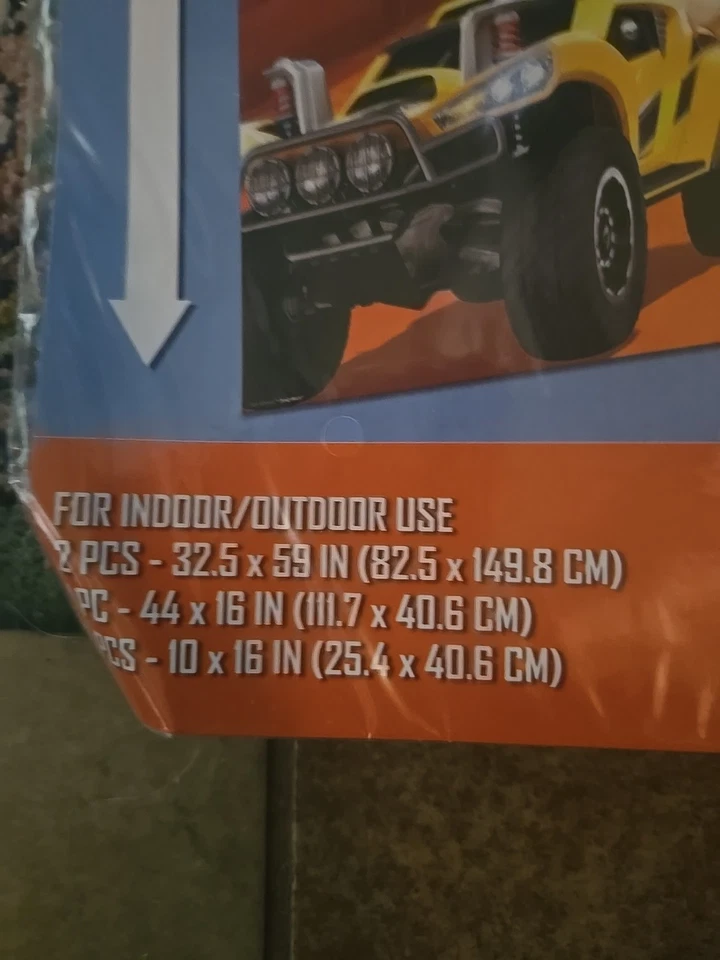 FOR INDOOR/OUTDOOR USE
2 PCS - 32.5 x 59 IN (82.5 x 149.8 CM)
PC - 44 x 16 IN (111.7 x 40.6 CM)
PCS - 10 x 16 IN (25.4 x 40.6 CM)